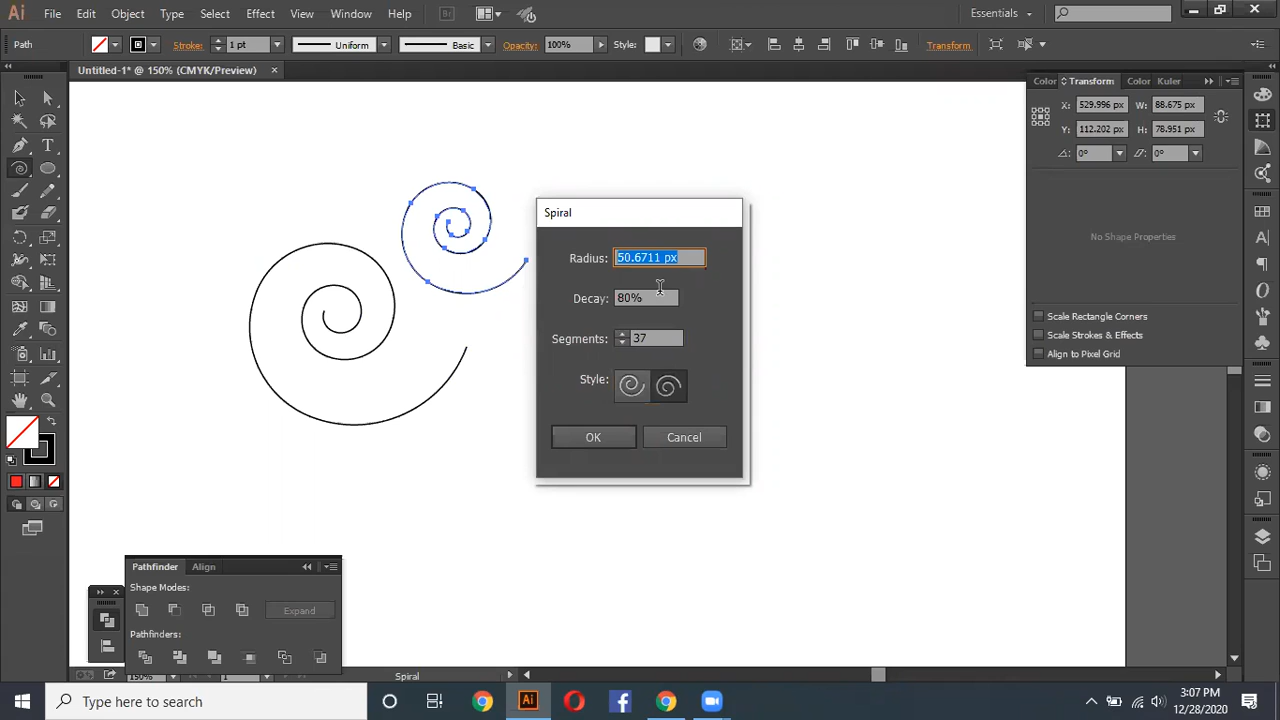 Ai File Edit Object Type Select Effect View Window Help Br Essentials
Path Stroke: 1 pt Uniform Basic Opacity: 100% Style: Transform
Untitled-1* @ 150% (CMYK/Preview)
Color Transform Color Kuler
X: 529.996 px W: 88.675 px
Y: 112.202 px H: 78.951 px
0° 0°
No Shape Properties
Scale Rectangle Corners
Scale Strokes & Effects
Align to Pixel Grid
Spiral
Radius: 50.6711 px
Decay: 80%
Segments: 37
Style:
OK Cancel
Pathfinder Align
Shape Modes:
Expand
Pathfinders:
150% 1 Spiral
Type here to search
Ai
3:07 PM
12/28/2020